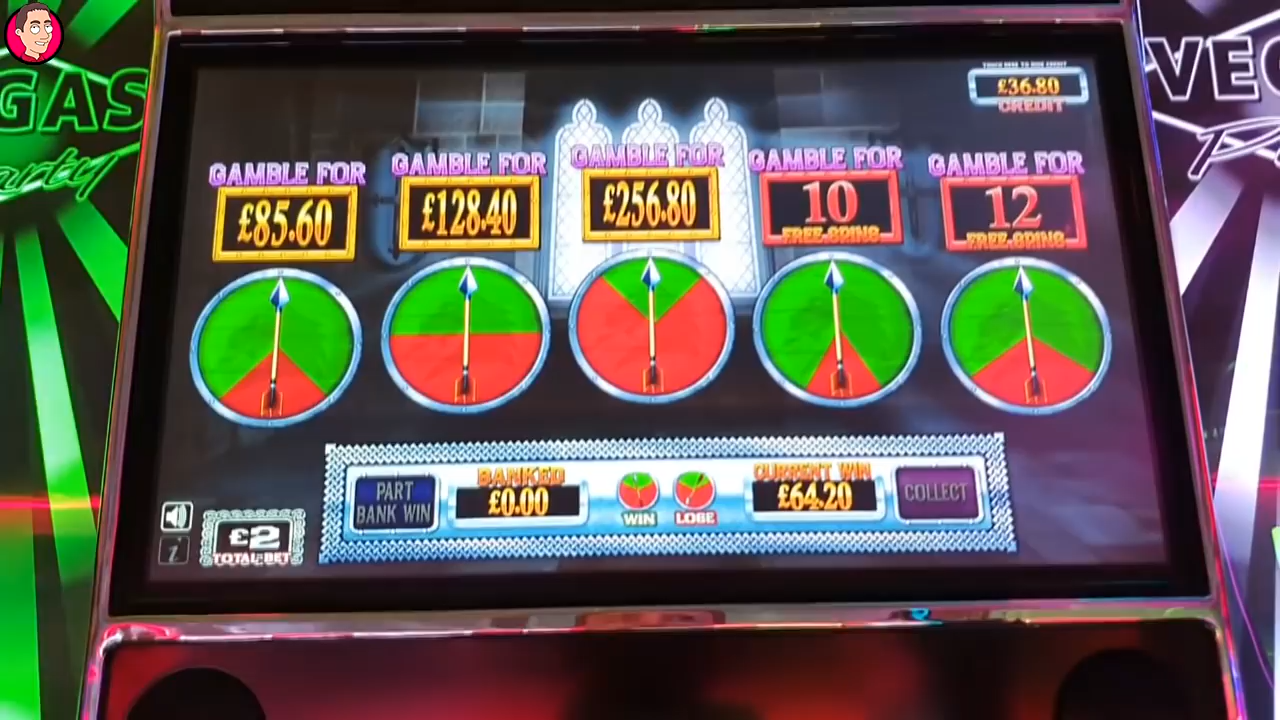 GAS
arty
VEG
£36.80
CREDIT
GAMBLE FOR
£85.60
GAMBLE FOR
£128.40
GAMBLE FOR
£256.80
GAMBLE FOR
10
FREE SPINS
GAMBLE FOR
12
FREE SPINS
PART
BANK WIN
BANKED
£0.00
WIN
LOSE
CURRENT WIN
£64.20
COLLECT
i
£2
TOTAL BET